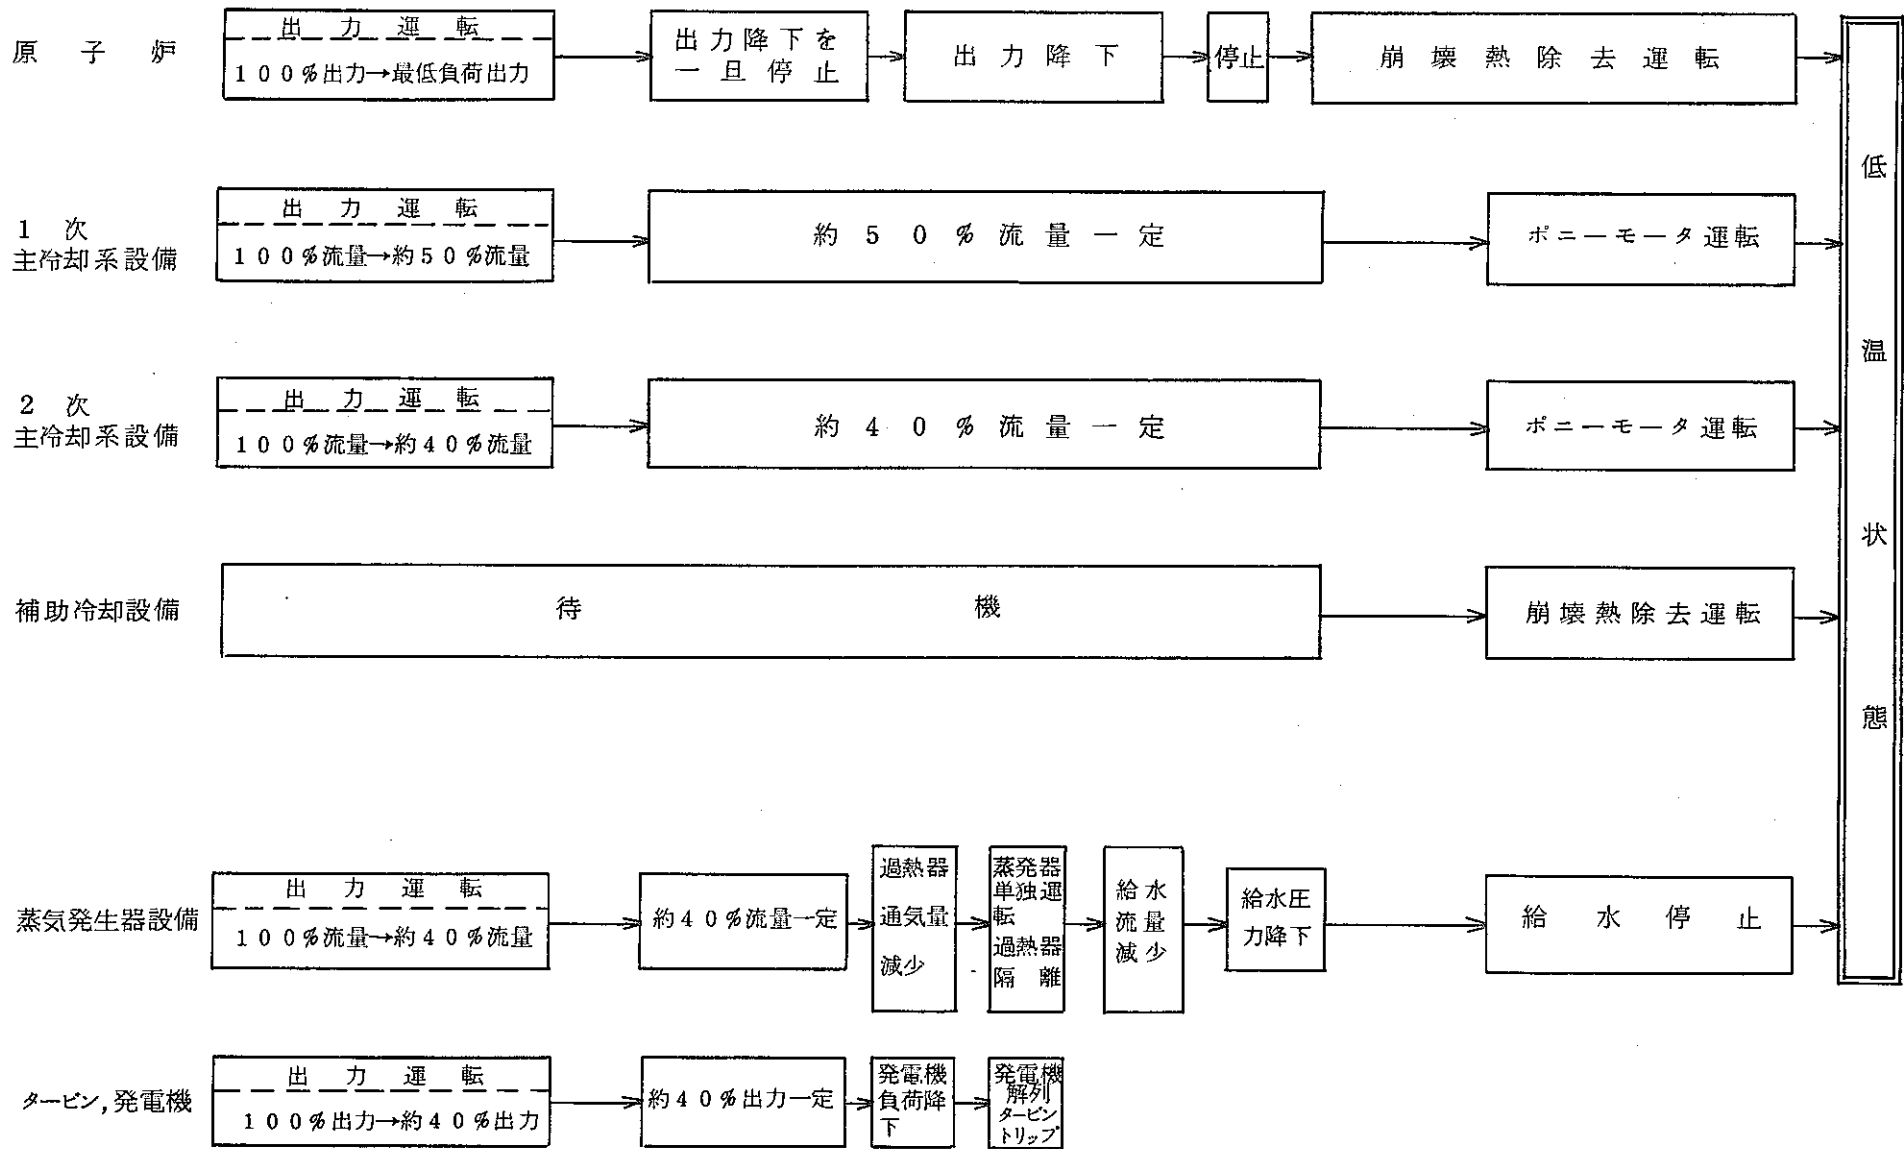 原子炉
出力運転
100%出力→最低負荷出力
出力降下を
一旦停止
出力降下
停止
崩壊熱除去運転
1次
主冷却系設備
出力運転
100%流量→約50%流量
約50%流量一定
ポニーモータ運転
2次
主冷却系設備
出力運転
100%流量→約40%流量
約40%流量一定
ポニーモータ運転
補助冷却設備
待機
崩壊熱除去運転
蒸気発生器設備
出力運転
100%流量→約40%流量
約40%流量一定
過熱器
通気量
減少
蒸発器
単独運
転
過熱器
隔離
給水
流量
減少
給水圧
力降下
給水停止
タービン,発電機
出力運転
100%出力→約40%出力
約40%出力一定
発電機
負荷降
下
発電機
解列
タービン
トリップ
低温状態